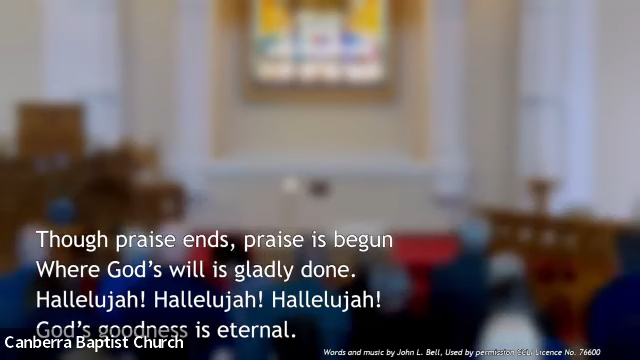 Though praise ends, praise is begun
Where God's will is gladly done.
Hallelujah! Hallelujah! Hallelujah!
God's goodness is eternal.
Canberra Baptist Church
Words and music by John L. Bell, Used by permission CCLI Licence No. 76600